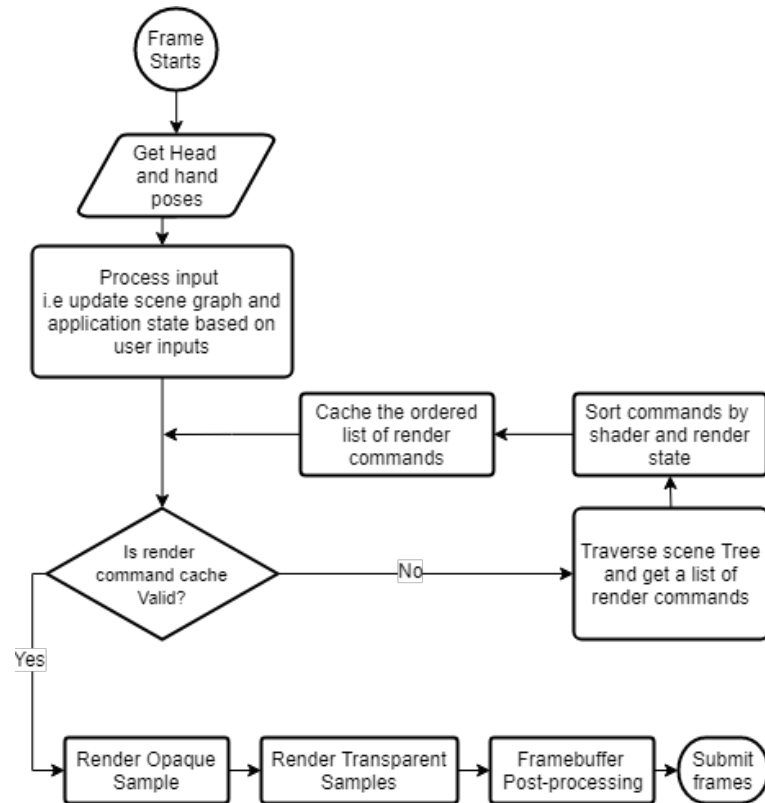 Frame
Starts
Get Head
and hand
poses
Process input
i.e update scene graph and
application state based on
user inputs
Cache the ordered
list of render
commands
Sort commands by
shader and render
state
Is render
command cache
Valid?
No
Traverse scene Tree
and get a list of
render commands
Yes
Render Opaque
Sample
Render Transparent
Samples
Framebuffer
Post-processing
Submit
frames